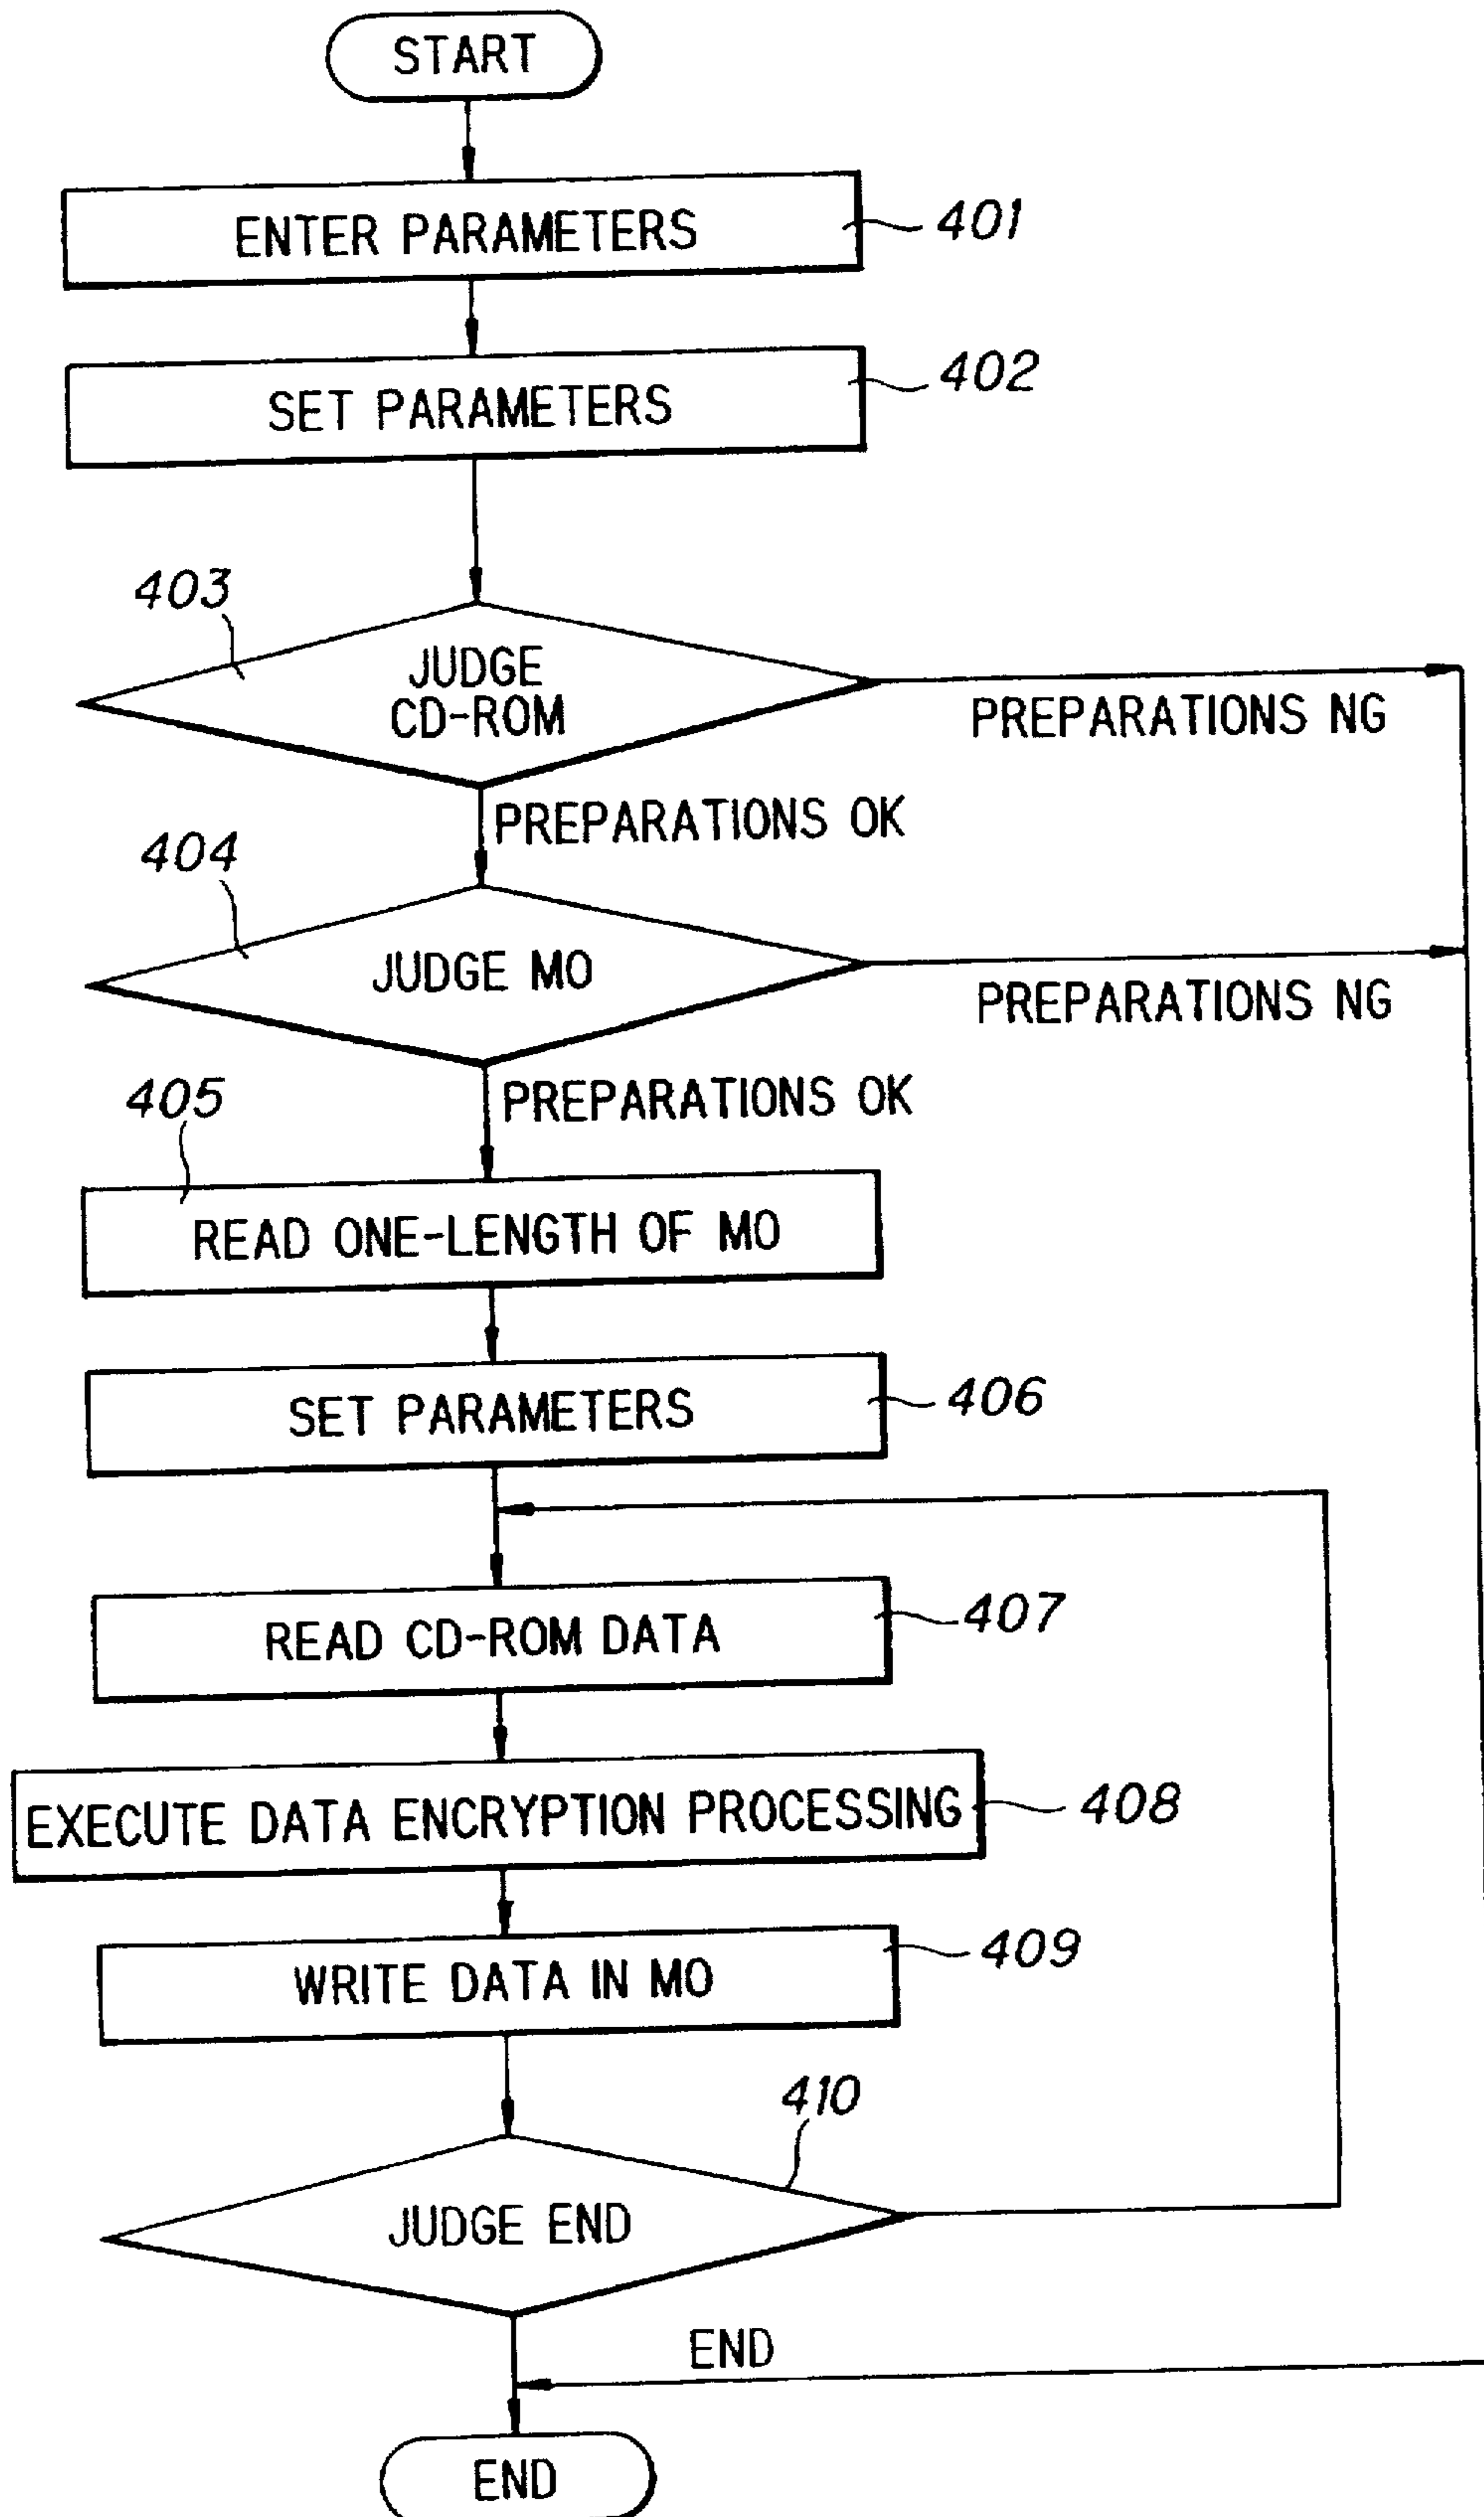 START
ENTER PARAMETERS
401
SET PARAMETERS
402
403
JUDGE
CD-ROM
PREPARATIONS NG
PREPARATIONS OK
404
JUDGE MO
PREPARATIONS NG
PREPARATIONS OK
405
READ ONE-LENGTH OF MO
SET PARAMETERS
406
READ CD-ROM DATA
407
EXECUTE DATA ENCRYPTION PROCESSING
408
WRITE DATA IN MO
409
410
JUDGE END
END
END